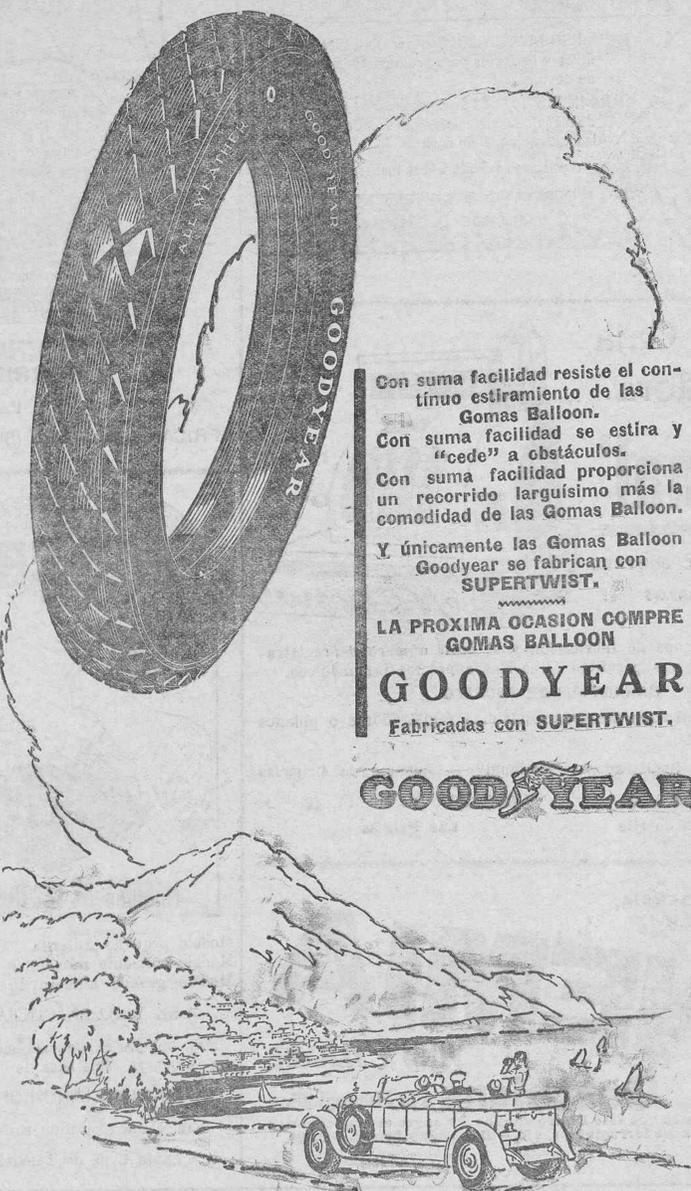 ALL WEATHER
GOODYEAR
GOODYEAR
Con suma facilidad resiste el con-
tínuo estiramiento de las
Gomas Balloon.
Con suma facilidad se estira y
“cede” a obstáculos.
Con suma facilidad proporciona
un recorrido larguísimo más la
comodidad de las Gomas Balloon.
Y únicamente las Gomas Balloon
Goodyear se fabrican con
SUPERTWIST.
LA PROXIMA OCASION COMPRE
GOMAS BALLOON
GOODYEAR
Fabricadas con SUPERTWIST.
GOODYEAR